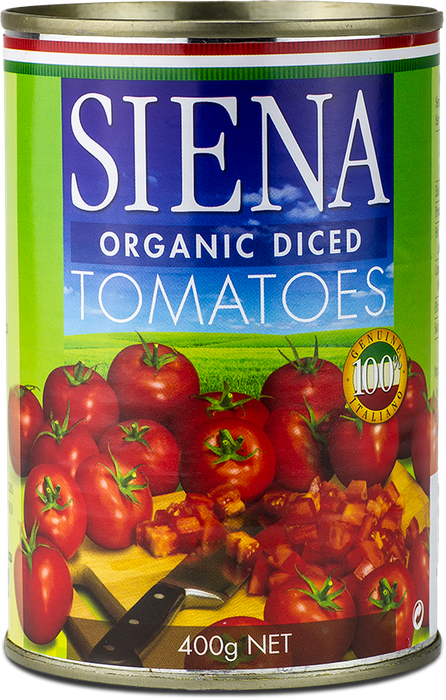 SIENA
ORGANIC DICED
TOMATOES
GENUINE
100%
ITALIANO
400g NET